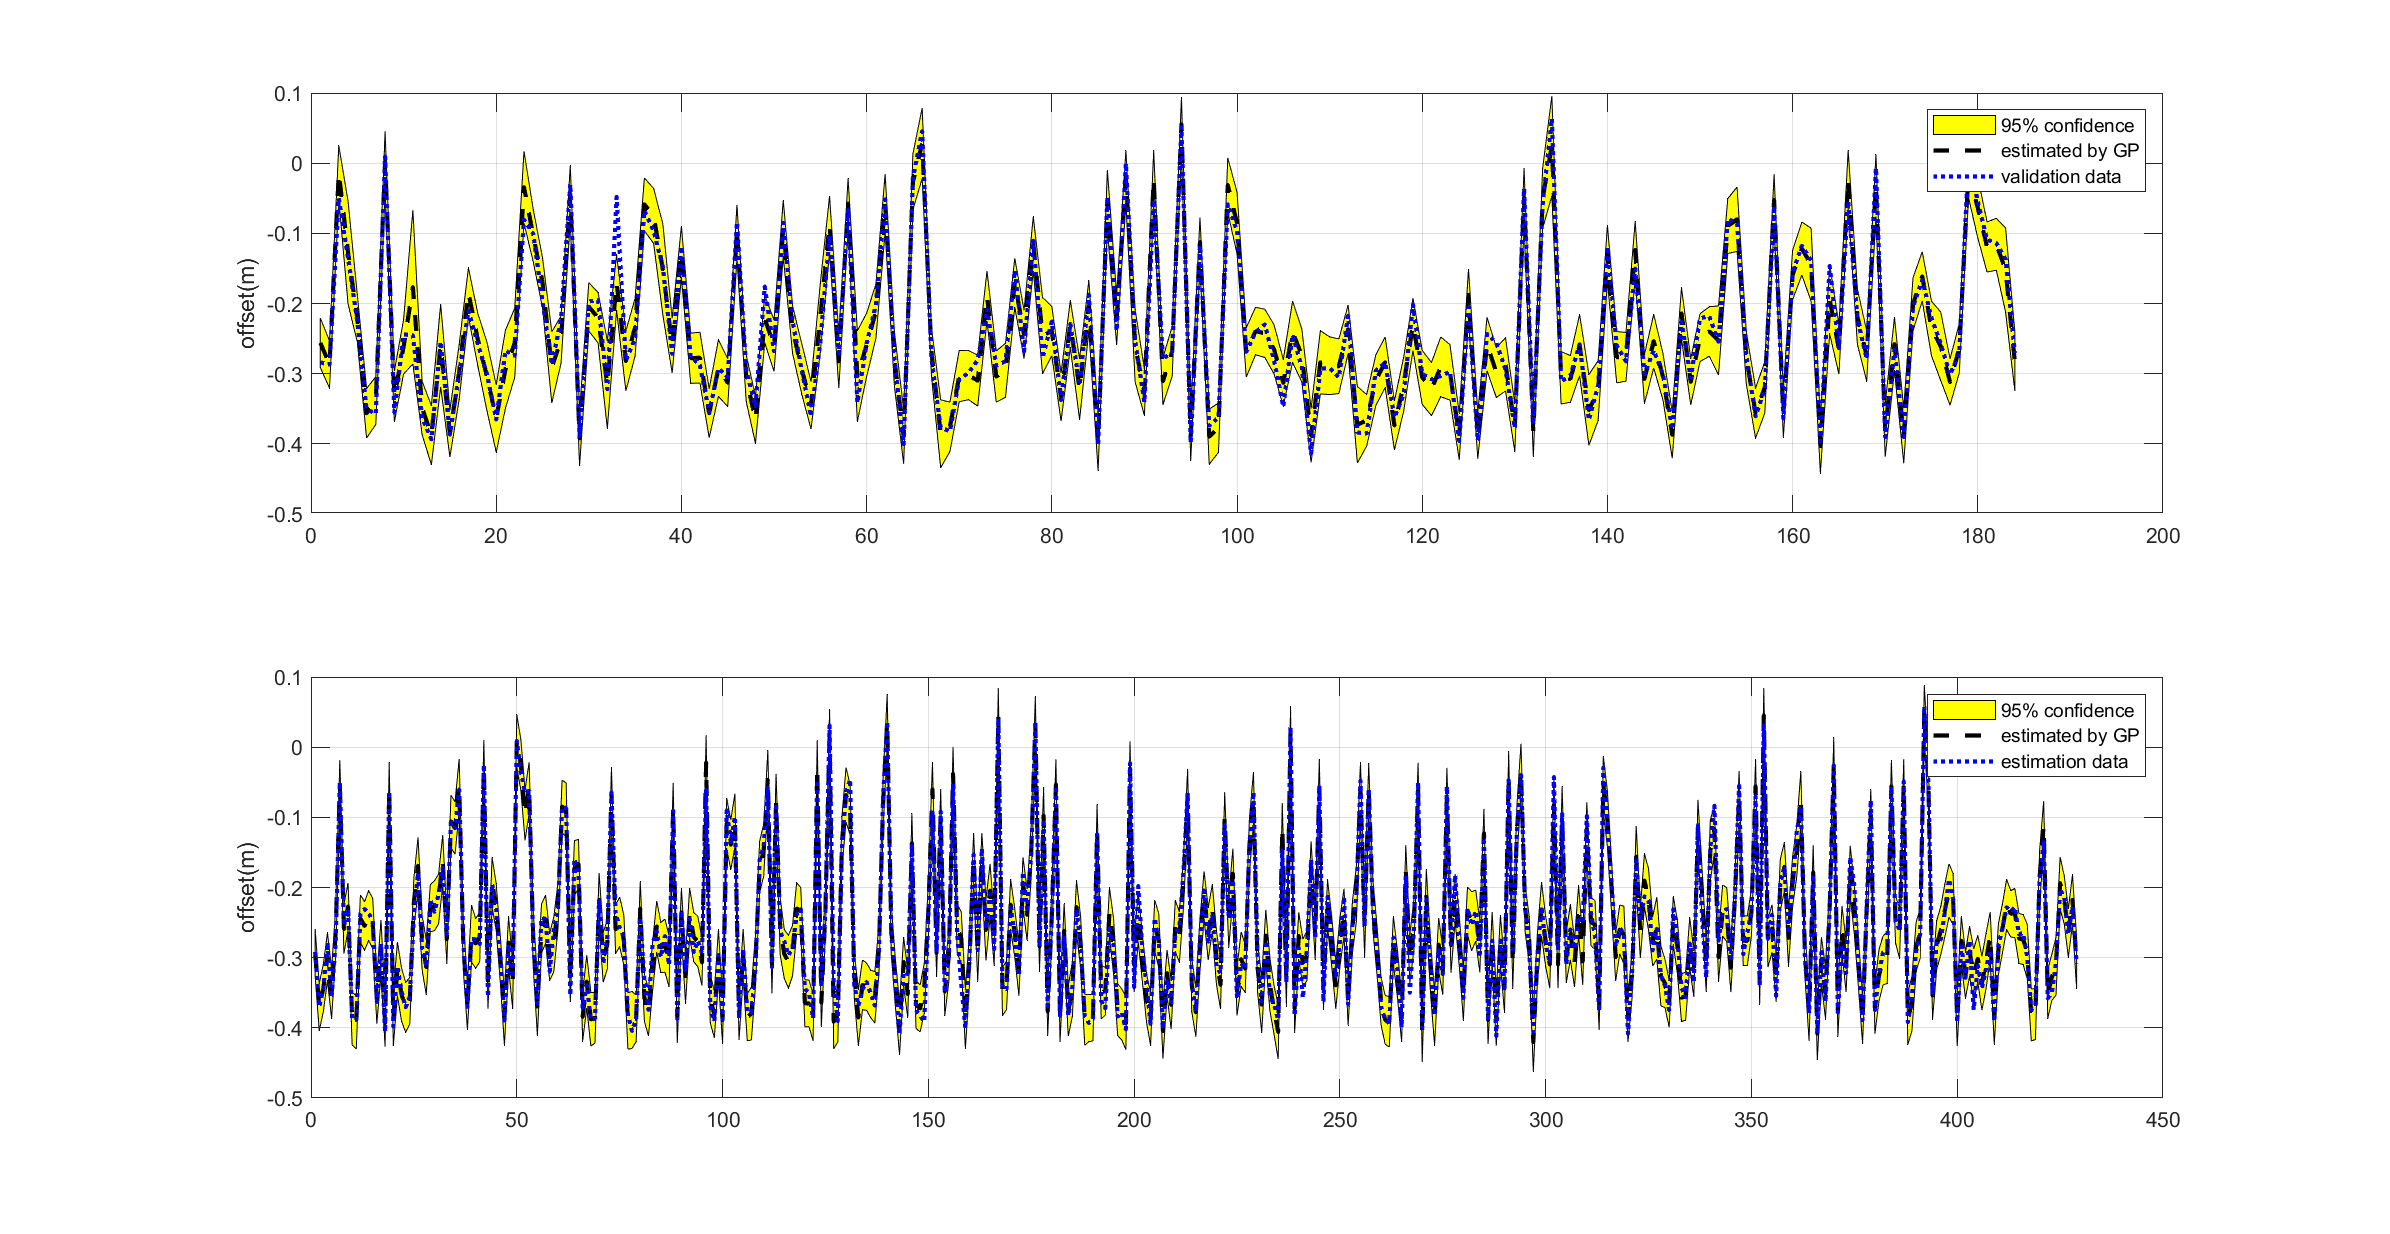 0.1
0
-0.1
-0.2
-0.3
-0.4
-0.5
offset(m)
0 20 40 60 80 100 120 140 160 180 200
95% confidence
estimated by GP
validation data
0.1
0
-0.1
-0.2
-0.3
-0.4
-0.5
offset(m)
0 50 100 150 200 250 300 350 400 450
95% confidence
estimated by GP
estimation data